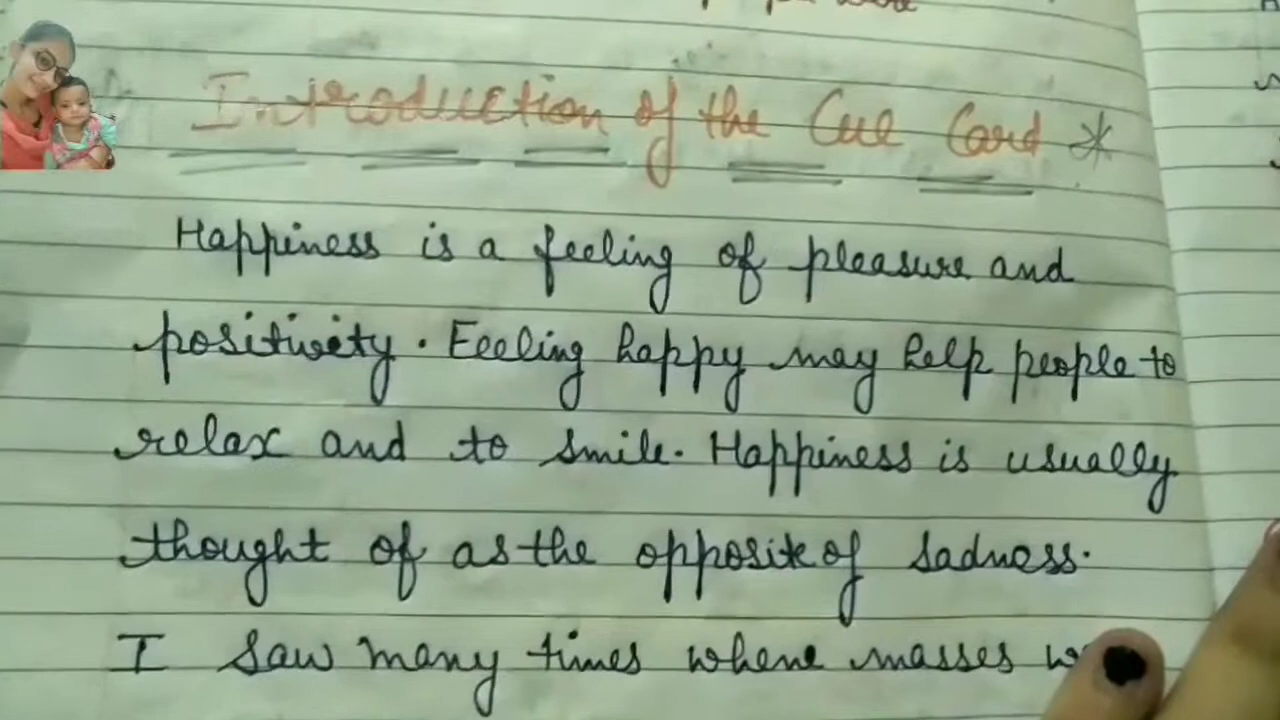 Introduction of the Cue Card *
Happiness is a feeling of pleasure and
positivity. Feeling happy may help people to
relax and to smile. Happiness is usually
thought of as the opposite of sadness.
I saw many times where masses